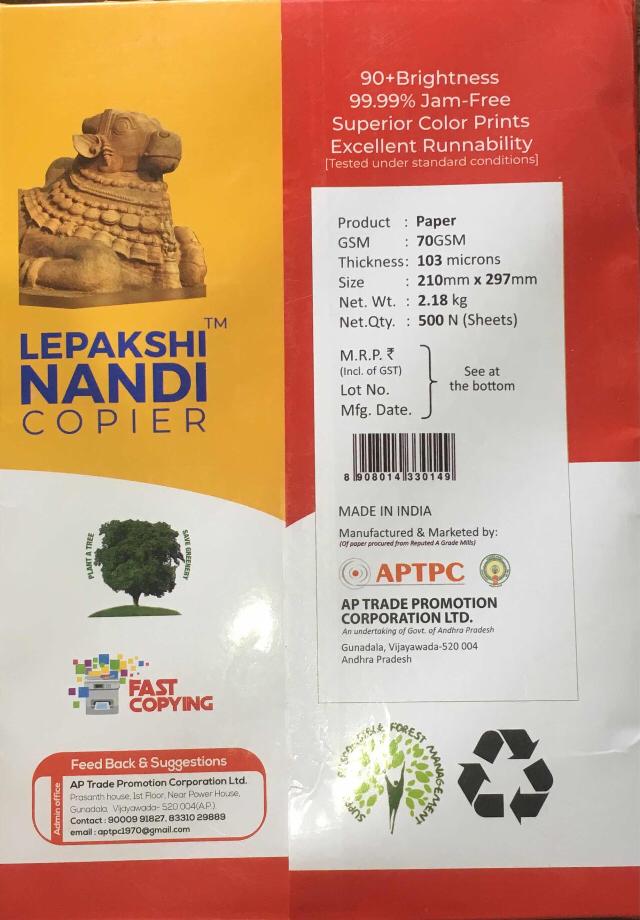 90+Brightness
99.99% Jam-Free
Superior Color Prints
Excellent Runnability
[Tested under standard conditions]
LEPAKSHI TM
NANDI
COPIER
Product : Paper
GSM : 70GSM
Thickness: 103 microns
Size : 210mm x 297mm
Net. Wt. : 2.18 kg
Net.Qty. : 500 N (Sheets)
M.R.P. ₹
(Incl. of GST)
Lot No.
Mfg. Date.
See at
the bottom
8 908014 330149
MADE IN INDIA
Manufactured & Marketed by:
(Of paper procured from Reputed A Grade Mills)
APTPC
AP TRADE PROMOTION
CORPORATION LTD.
An undertaking of Govt. of Andhra Pradesh
Gunadala, Vijayawada-520 004
Andhra Pradesh
PLANT A TREE
SAVE GREENERY
FAST
COPYING
Feed Back & Suggestions
Admin office
AP Trade Promotion Corporation Ltd.
Prasanth house, 1st Floor, Near Power House,
Gunadala, Vijayawada- 520 004(A.P.)
Contact : 90009 91827, 83310 29889
email : aptpc1970@gmail.com
FOREST MANAGEMENT